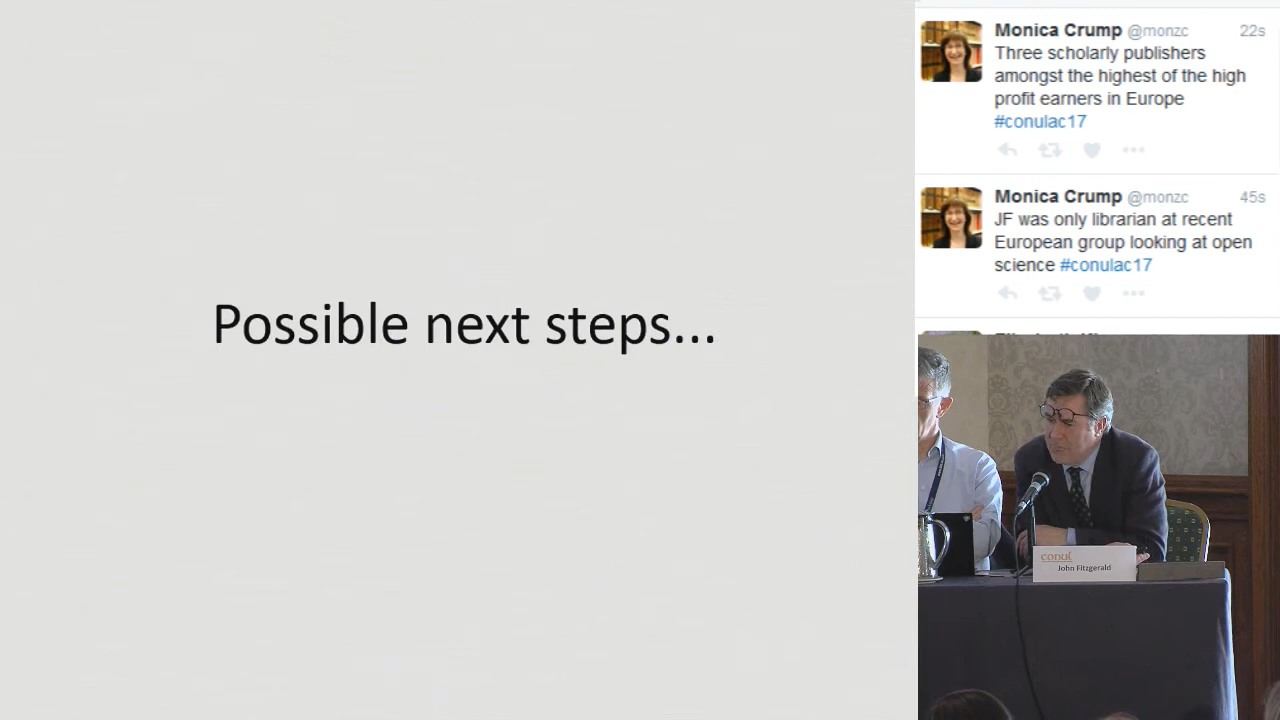 Possible next steps...
Monica Crump @monzc 22s
Three scholarly publishers
amongst the highest of the high
profit earners in Europe
#conulac17
Monica Crump @monzc 45s
JF was only librarian at recent
European group looking at open
science #conulac17
conul
John Fitzgerald